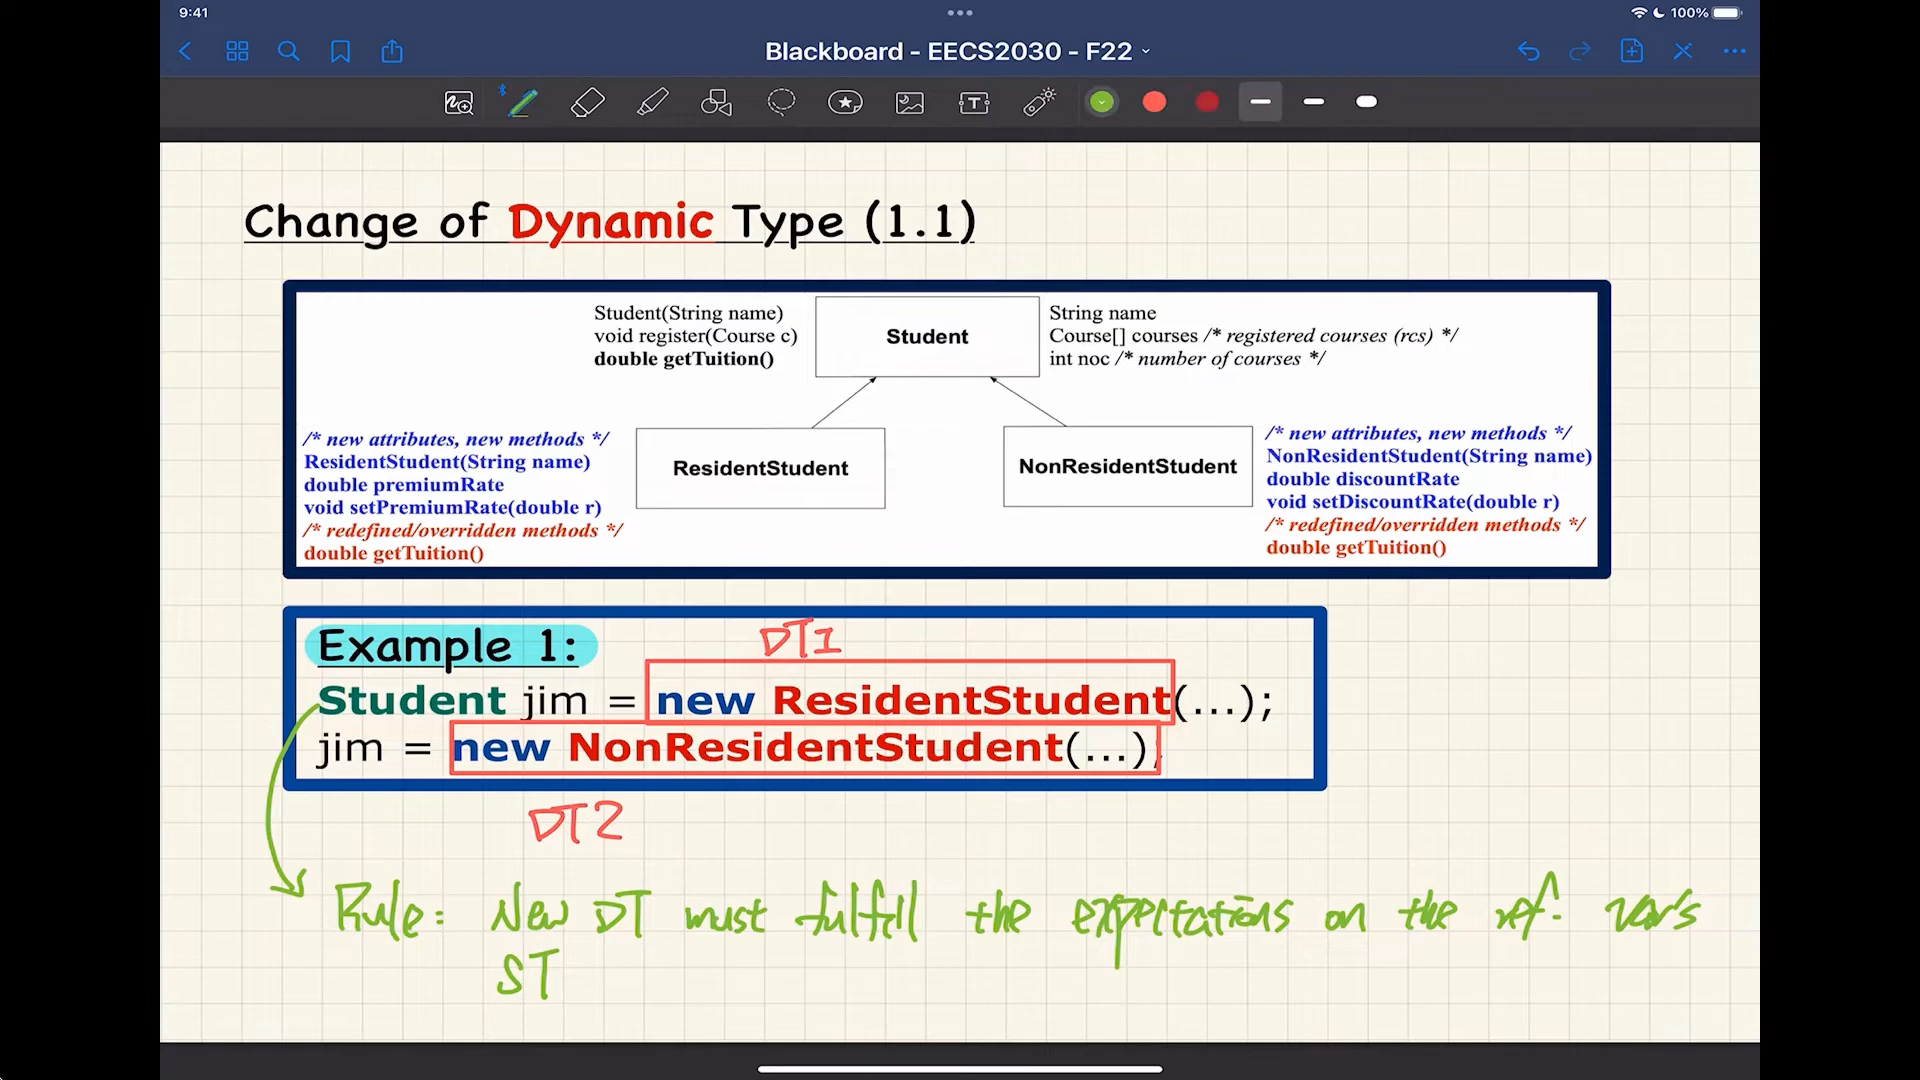 9:41
100%
Blackboard - EECS2030 - F22
Change of Dynamic Type (1.1)
Student(String name)
void register(Course c)
double getTuition()
Student
String name
Course[] courses /* registered courses (rcs) */
int noc /* number of courses */
/* new attributes, new methods */
ResidentStudent(String name)
double premiumRate
void setPremiumRate(double r)
/* redefined/overridden methods */
double getTuition()
ResidentStudent
NonResidentStudent
/* new attributes, new methods */
NonResidentStudent(String name)
double discountRate
void setDiscountRate(double r)
/* redefined/overridden methods */
double getTuition()
Example 1:
DT1
Student jim = new ResidentStudent(...);
jim = new NonResidentStudent(...);
DT2
Rule: New DT must fulfill the expectations on the ref. var's
ST